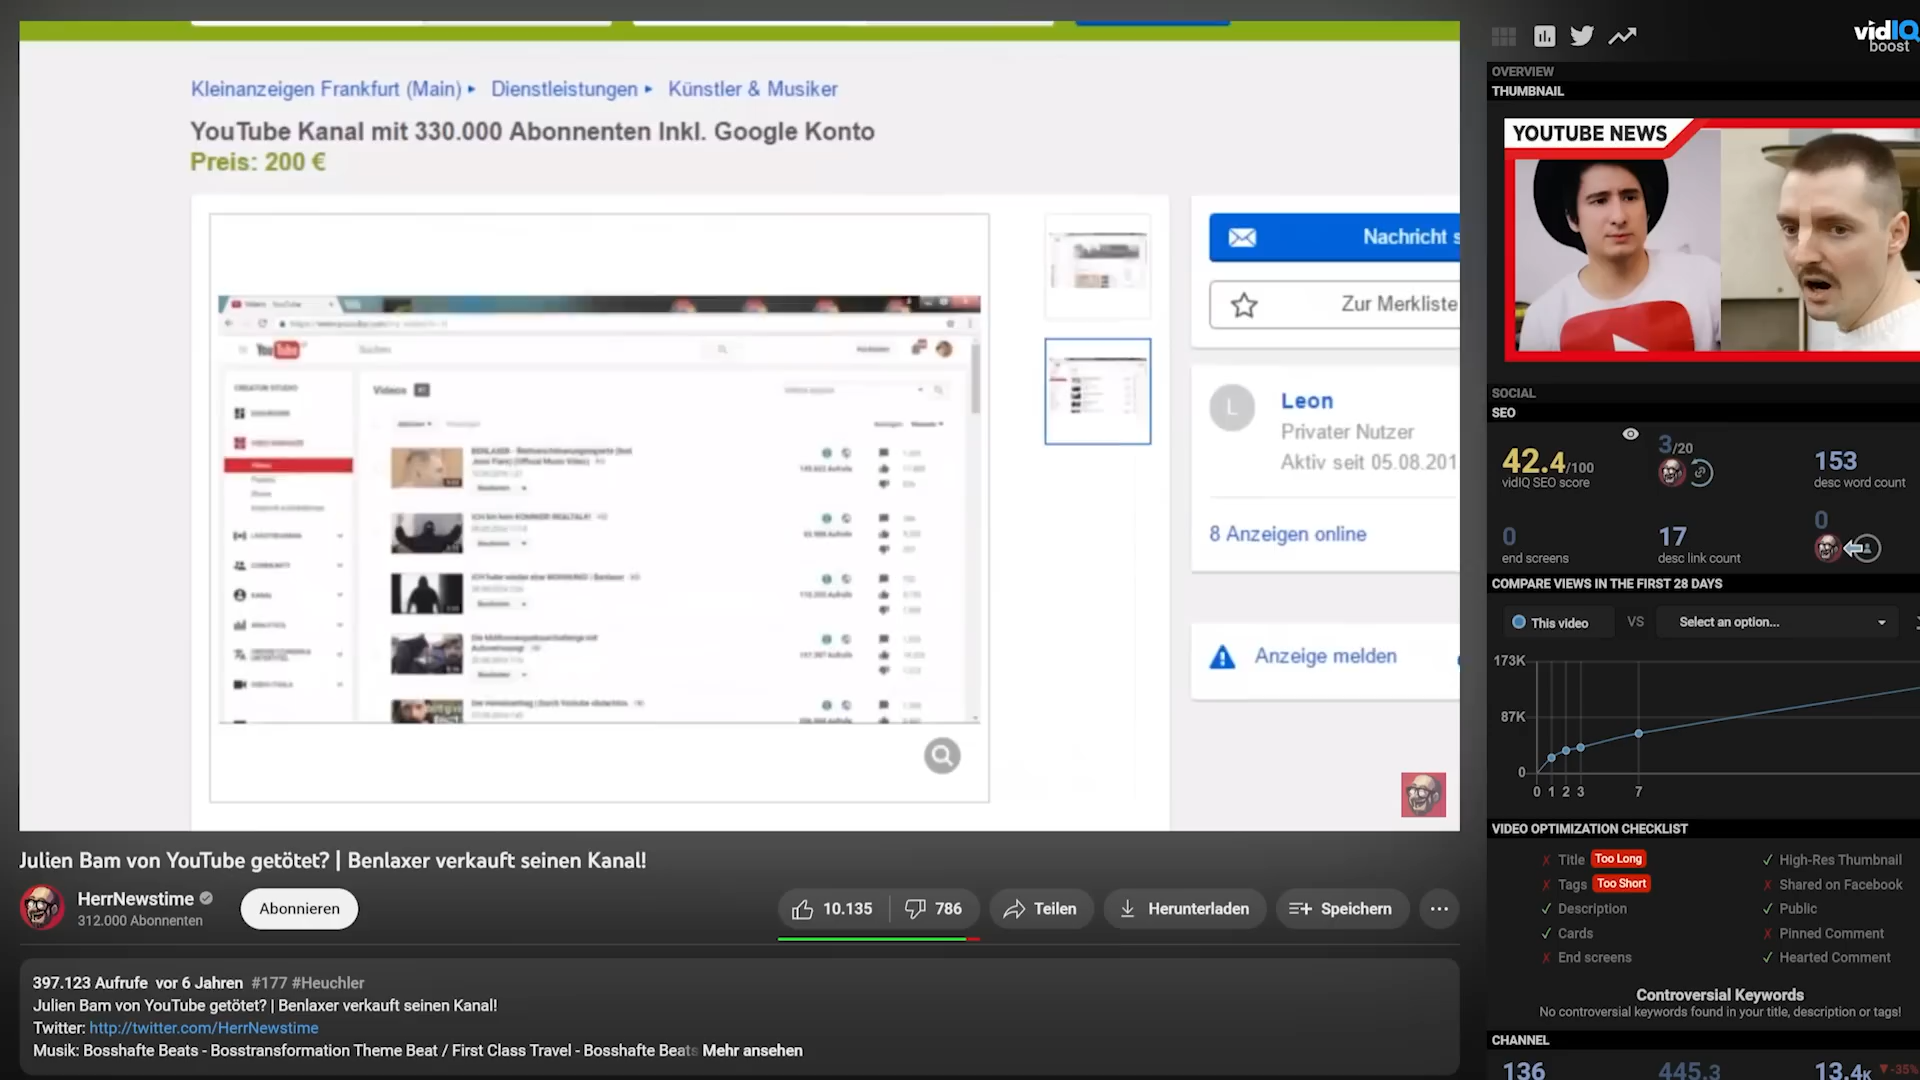 Kleinanzeigen Frankfurt (Main) ▸ Dienstleistungen ▸ Künstler & Musiker
YouTube Kanal mit 330.000 Abonnenten Inkl. Google Konto
Preis: 200 €
YouTube
Suchen
CREATOR STUDIO
Videos
Nachricht s
Zur Merkliste
L
Leon
Privater Nutzer
Aktiv seit 05.08.201
8 Anzeigen online
Anzeige melden
Julien Bam von YouTube getötet? | Benlaxer verkauft seinen Kanal!
HerrNewstime
312.000 Abonnenten
Abonnieren
10.135
786
Teilen
Herunterladen
Speichern
397.123 Aufrufe vor 6 Jahren #177 #Heuchler
Julien Bam von YouTube getötet? | Benlaxer verkauft seinen Kanal!
Twitter: http://twitter.com/HerrNewstime
Musik: Bosshafte Beats - Bosstransformation Theme Beat / First Class Travel - Bosshafte Beats Mehr ansehen
vidIQ
boost
OVERVIEW
THUMBNAIL
YOUTUBE NEWS
SOCIAL
SEO
42.4/100
vidIQ SEO score
3/20
153
desc word count
0
end screens
17
desc link count
0
COMPARE VIEWS IN THE FIRST 28 DAYS
This video
VS
Select an option...
173K
87K
0
0 1 2 3 7
VIDEO OPTIMIZATION CHECKLIST
✗ Title Too Long
✓ High-Res Thumbnail
✗ Tags Too Short
✗ Shared on Facebook
✓ Description
✓ Public
✓ Cards
✗ Pinned Comment
✗ End screens
✓ Hearted Comment
Controversial Keywords
No controversial keywords found in your title, description or tags!
CHANNEL
136
445.3
13.4K ▼-35%